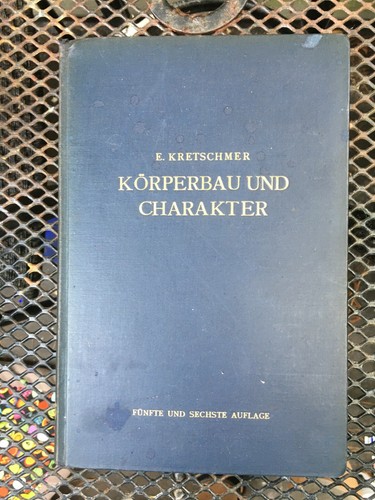 E. KRETSCHMER
KÖRPERBAU UND
CHARAKTER
FÜNFTE UND SECHSTE AUFLAGE